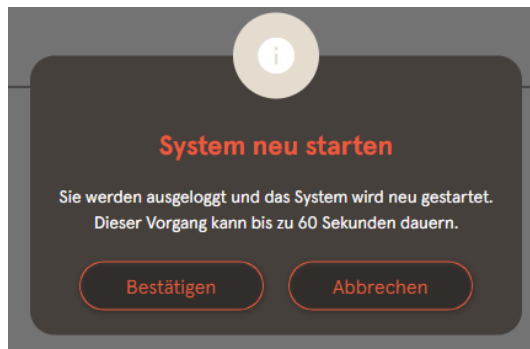 System neu starten
Sie werden ausgeloggt und das System wird neu gestartet.
Dieser Vorgang kann bis zu 60 Sekunden dauern.
Bestätigen
Abbrechen